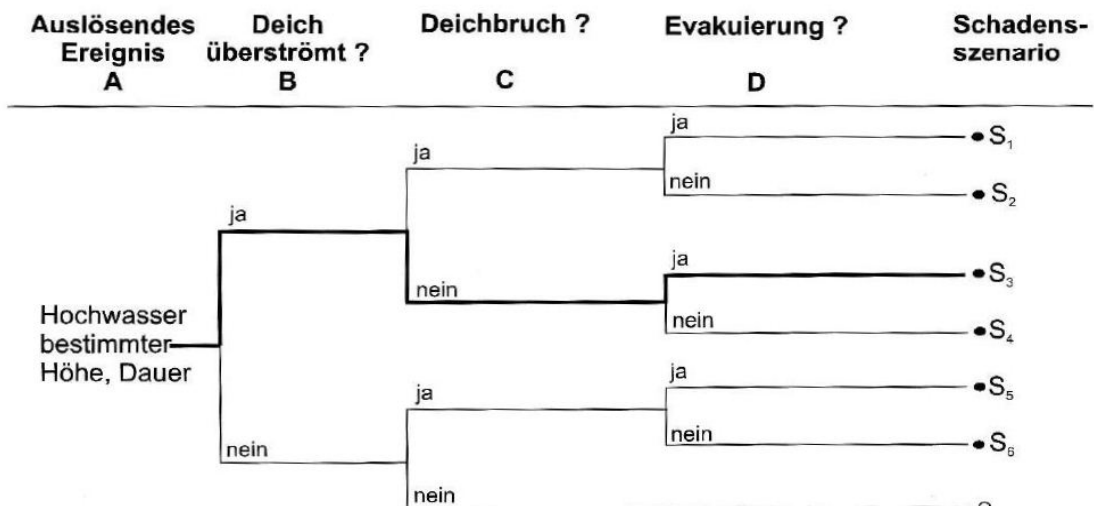 Auslösendes
Ereignis
A
Deich
überströmt ?
B
Deichbruch ?
C
Evakuierung ?
D
Schadens-
szenario
Hochwasser
bestimmter
Höhe, Dauer
ja
nein
ja
nein
ja
nein
ja
nein
ja
nein
ja
nein
S₁
S₂
S₃
S₄
S₅
S₆